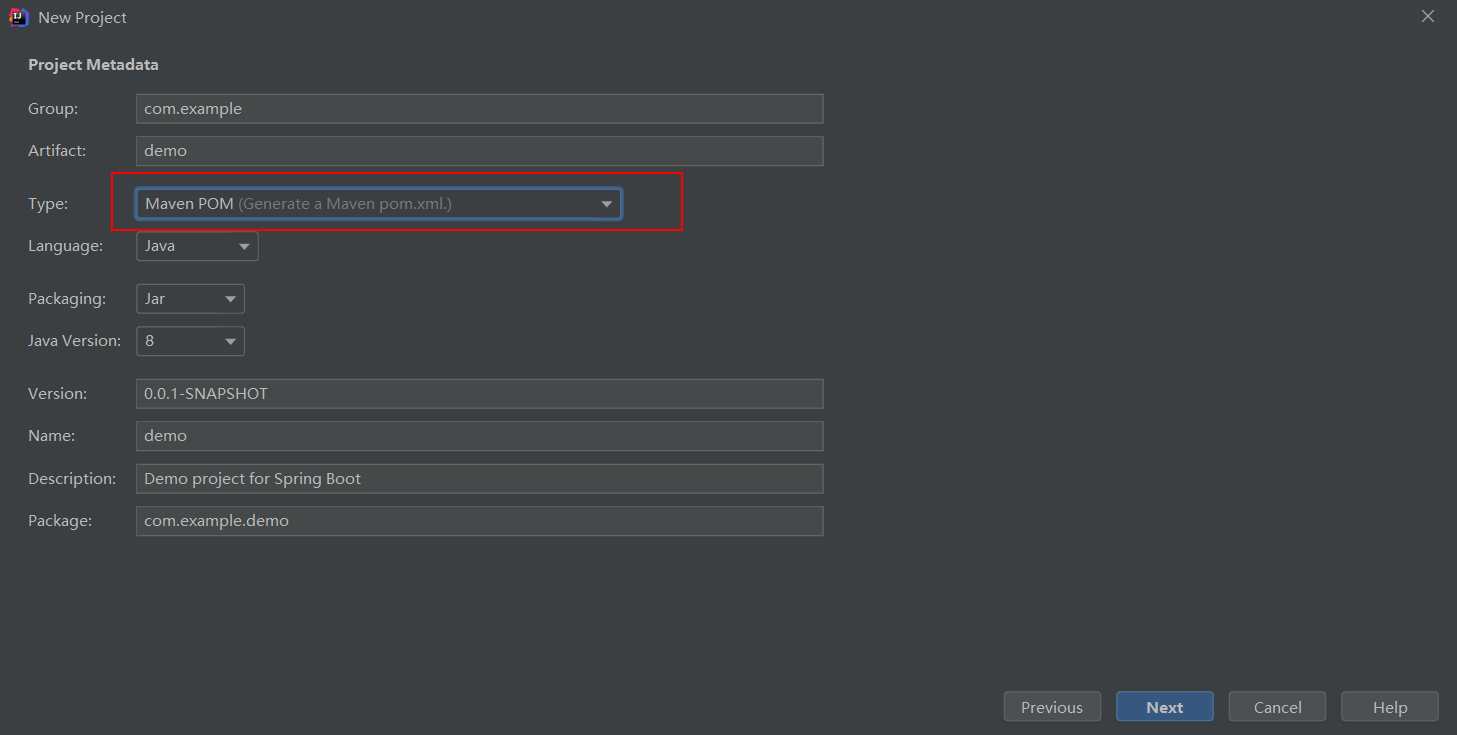 New Project
Project Metadata
Group: com.example
Artifact: demo
Type: Maven POM (Generate a Maven pom.xml.)
Language: Java
Packaging: Jar
Java Version: 8
Version: 0.0.1-SNAPSHOT
Name: demo
Description: Demo project for Spring Boot
Package: com.example.demo
Previous Next Cancel Help